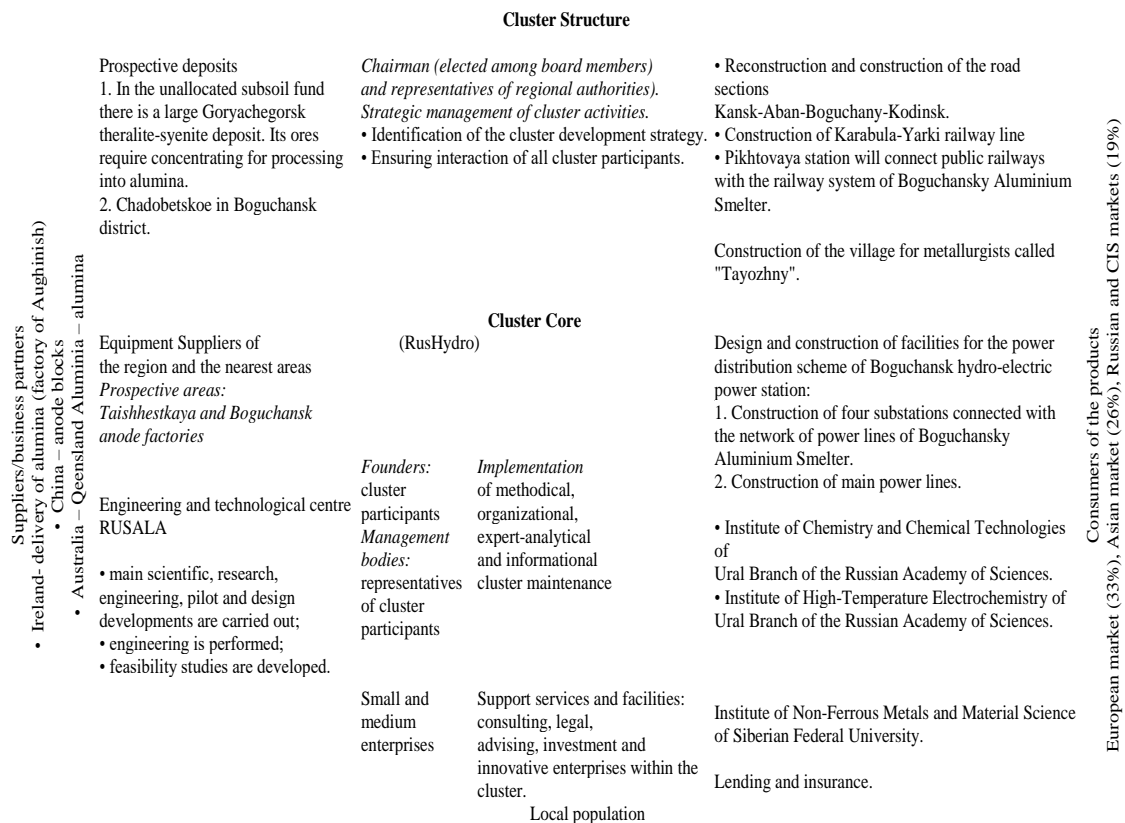 Cluster Structure
Suppliers/business partners
• Ireland- delivery of alumina (factory of Aughinish)
• China – anode blocks
• Australia – Qeensland Aluminia – alumina
Prospective deposits
1. In the unallocated subsoil fund
there is a large Goryachegorsk
theralite-syenite deposit. Its ores
require concentrating for processing
into alumina.
2. Chadobetskoe in Boguchansk
district.
Chairman (elected among board members)
and representatives of regional authorities).
Strategic management of cluster activities.
• Identification of the cluster development strategy.
• Ensuring interaction of all cluster participants.
• Reconstruction and construction of the road
sections
Kansk-Aban-Boguchany-Kodinsk.
• Construction of Karabula-Yarki railway line
• Pikhtovaya station will connect public railways
with the railway system of Boguchansky Aluminium
Smelter.
Construction of the village for metallurgists called
"Tayozhny".
Cluster Core
Equipment Suppliers of
the region and the nearest areas
Prospective areas:
Taishhestkaya and Boguchansk
anode factories
Engineering and technological centre
RUSALA
• main scientific, research,
engineering, pilot and design
developments are carried out;
• engineering is performed;
• feasibility studies are developed.
(RusHydro)
Founders:
cluster
participants
Management
bodies:
representatives
of cluster
participants
Implementation
of methodical,
organizational,
expert-analytical
and informational
cluster maintenance
Small and
medium
enterprises
Support services and facilities:
consulting, legal,
advising, investment and
innovative enterprises within the
cluster.
Local population
Design and construction of facilities for the power
distribution scheme of Boguchansk hydro-electric
power station:
1. Construction of four substations connected with
the network of power lines of Boguchansky
Aluminium Smelter.
2. Construction of main power lines.
• Institute of Chemistry and Chemical Technologies
of
Ural Branch of the Russian Academy of Sciences.
• Institute of High-Temperature Electrochemistry of
Ural Branch of the Russian Academy of Sciences.
Institute of Non-Ferrous Metals and Material Science
of Siberian Federal University.
Lending and insurance.
Consumers of the products
European market (33%), Asian market (26%), Russian and CIS markets (19%)